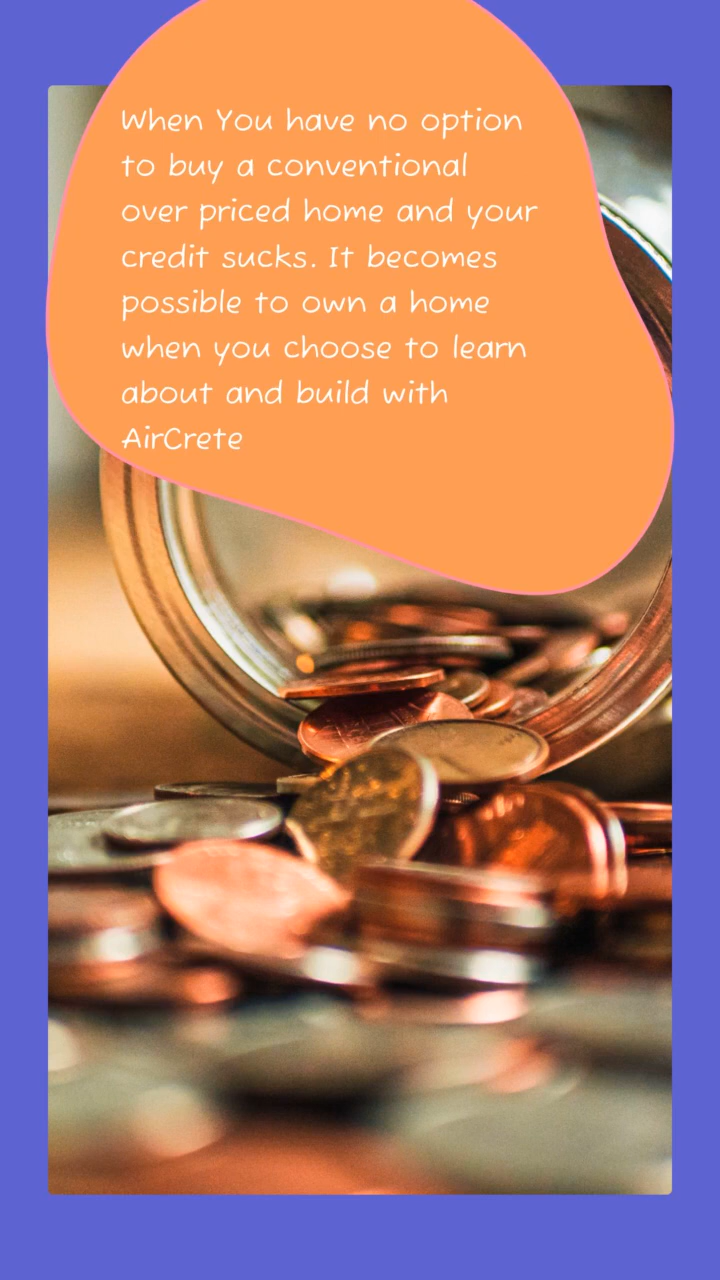 When You have no option
to buy a conventional
over priced home and your
credit sucks. It becomes
possible to own a home
when you choose to learn
about and build with
AirCrete